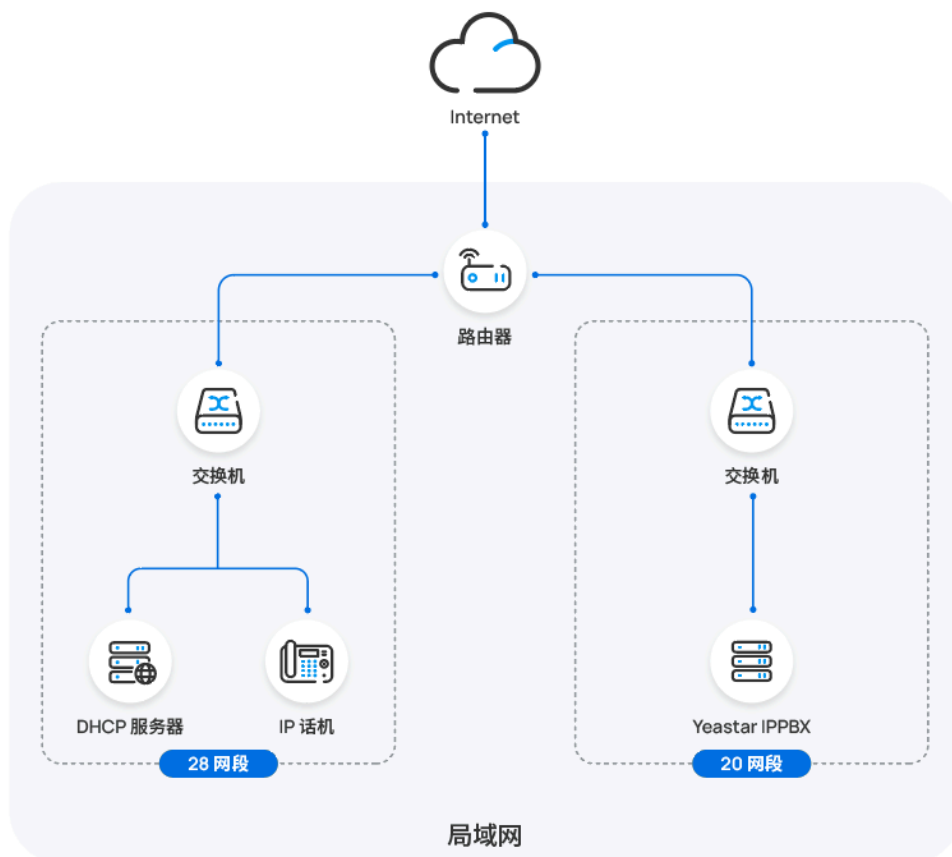 Internet
路由器
交换机
交换机
DHCP 服务器
IP 话机
Yeastar IPPBX
28 网段
20 网段
局域网